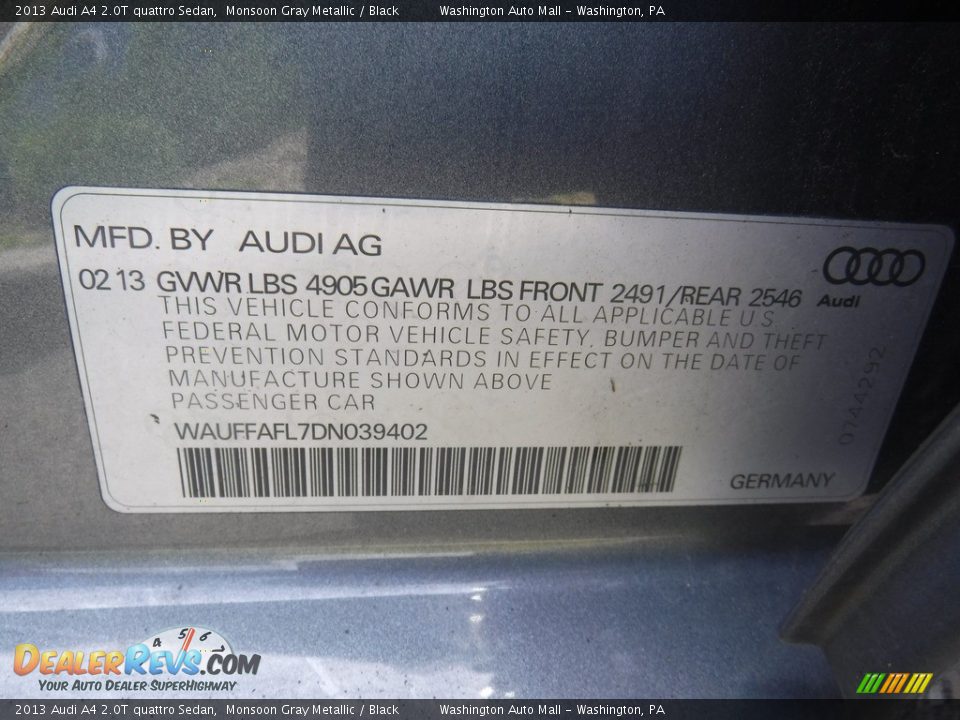 2013 Audi A4 2.0T quattro Sedan, Monsoon Gray Metallic / Black Washington Auto Mall - Washington, PA
MFD. BY AUDI AG
02 13 GVWR LBS 4905 GAWR LBS FRONT 2491/REAR 2546
Audi
THIS VEHICLE CONFORMS TO ALL APPLICABLE U.S.
FEDERAL MOTOR VEHICLE SAFETY, BUMPER AND THEFT
PREVENTION STANDARDS IN EFFECT ON THE DATE OF
MANUFACTURE SHOWN ABOVE
PASSENGER CAR
0744292
WAUFFAFL7DN039402
GERMANY
4 5 6
DEALERREVS.COM
YOUR AUTO DEALER SUPERHIGHWAY
2013 Audi A4 2.0T quattro Sedan, Monsoon Gray Metallic / Black Washington Auto Mall - Washington, PA